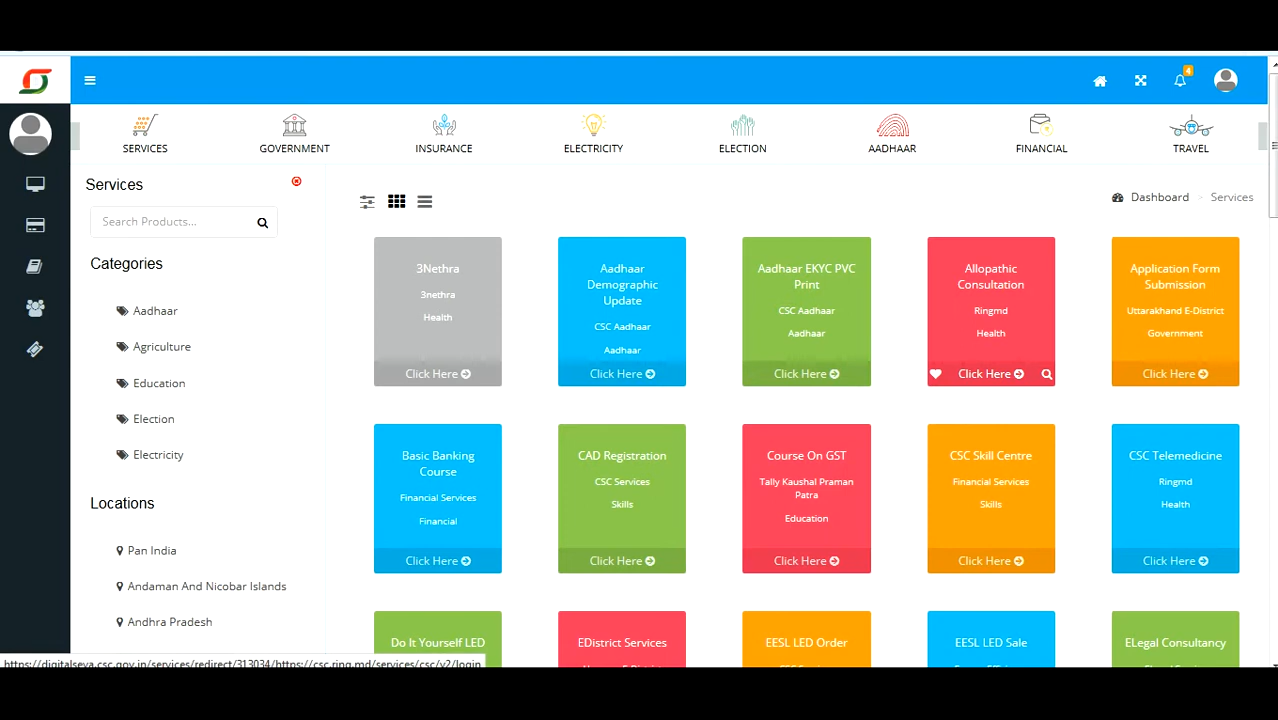 4
SERVICES
GOVERNMENT
INSURANCE
ELECTRICITY
ELECTION
AADHAAR
FINANCIAL
TRAVEL
Services
Search Products...
Categories
Aadhaar
Agriculture
Education
Election
Electricity
Locations
Pan India
Andaman And Nicobar Islands
Andhra Pradesh
Dashboard
Services
3Nethra
3nethra
Health
Click Here
Aadhaar
Demographic
Update
CSC Aadhaar
Aadhaar
Click Here
Aadhaar EKYC PVC
Print
CSC Aadhaar
Aadhaar
Click Here
Allopathic
Consultation
Ringmd
Health
Click Here
Application Form
Submission
Uttarakhand E-District
Government
Click Here
Basic Banking
Course
Financial Services
Financial
Click Here
CAD Registration
CSC Services
Skills
Click Here
Course On GST
Tally Kaushal Praman
Patra
Education
Click Here
CSC Skill Centre
Financial Services
Skills
Click Here
CSC Telemedicine
Ringmd
Health
Click Here
Do It Yourself LED
EDistrict Services
EESL LED Order
EESL LED Sale
ELegal Consultancy
https://digitalseva.csc.gov.in/services/redirect/313034/https://csc.ring.md/services/csc/v2/login